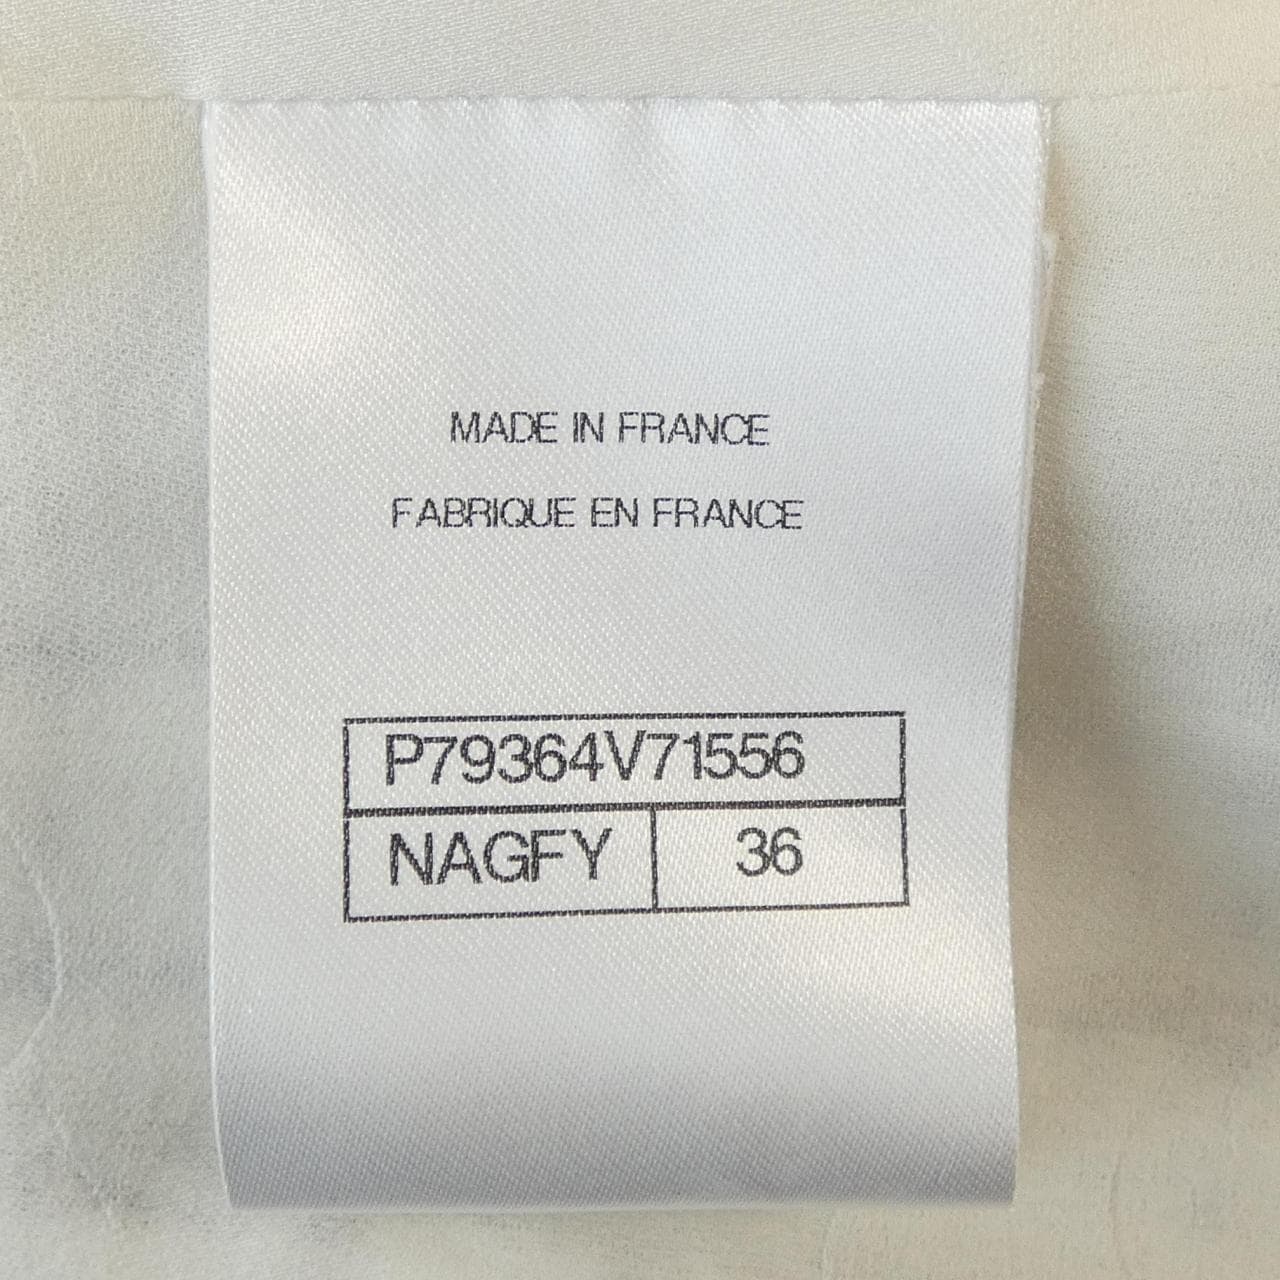 MADE IN FRANCE
FABRIQUE EN FRANCE
P79364V71556
NAGFY 36